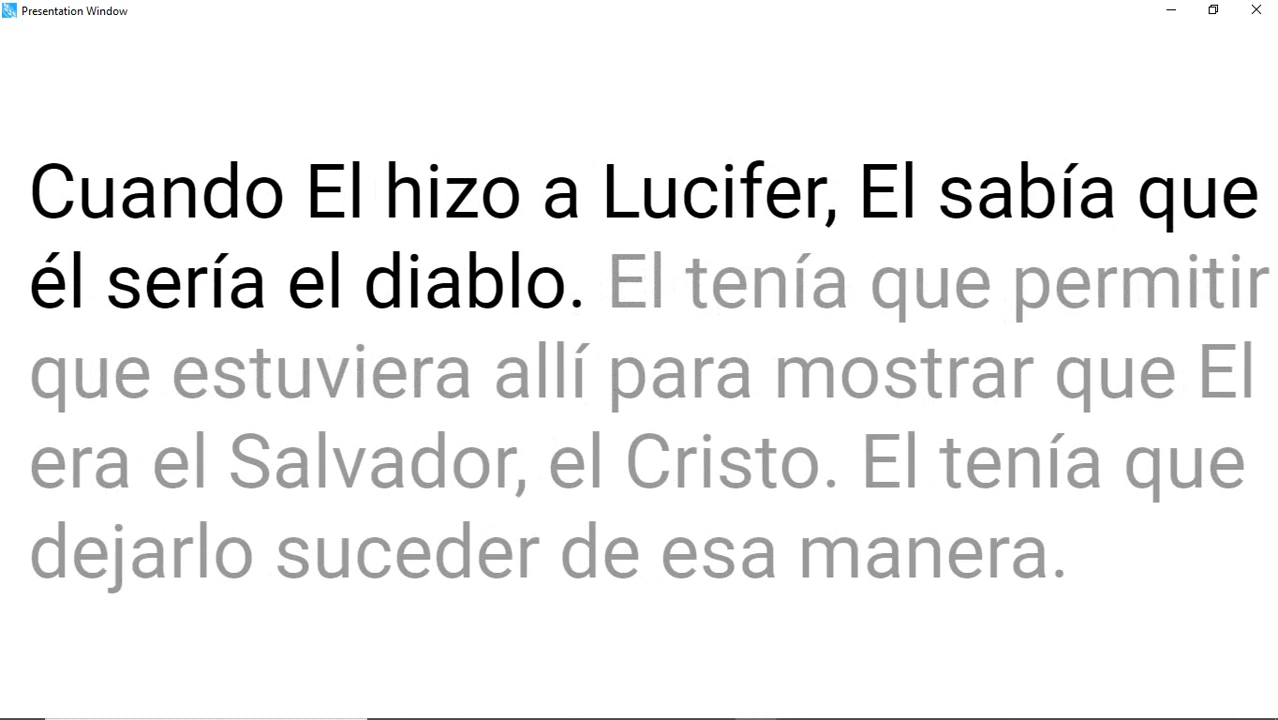 Presentation Window
Cuando El hizo a Lucifer, El sabía que
él sería el diablo. El tenía que permitir
que estuviera allí para mostrar que El
era el Salvador, el Cristo. El tenía que
dejarlo suceder de esa manera.